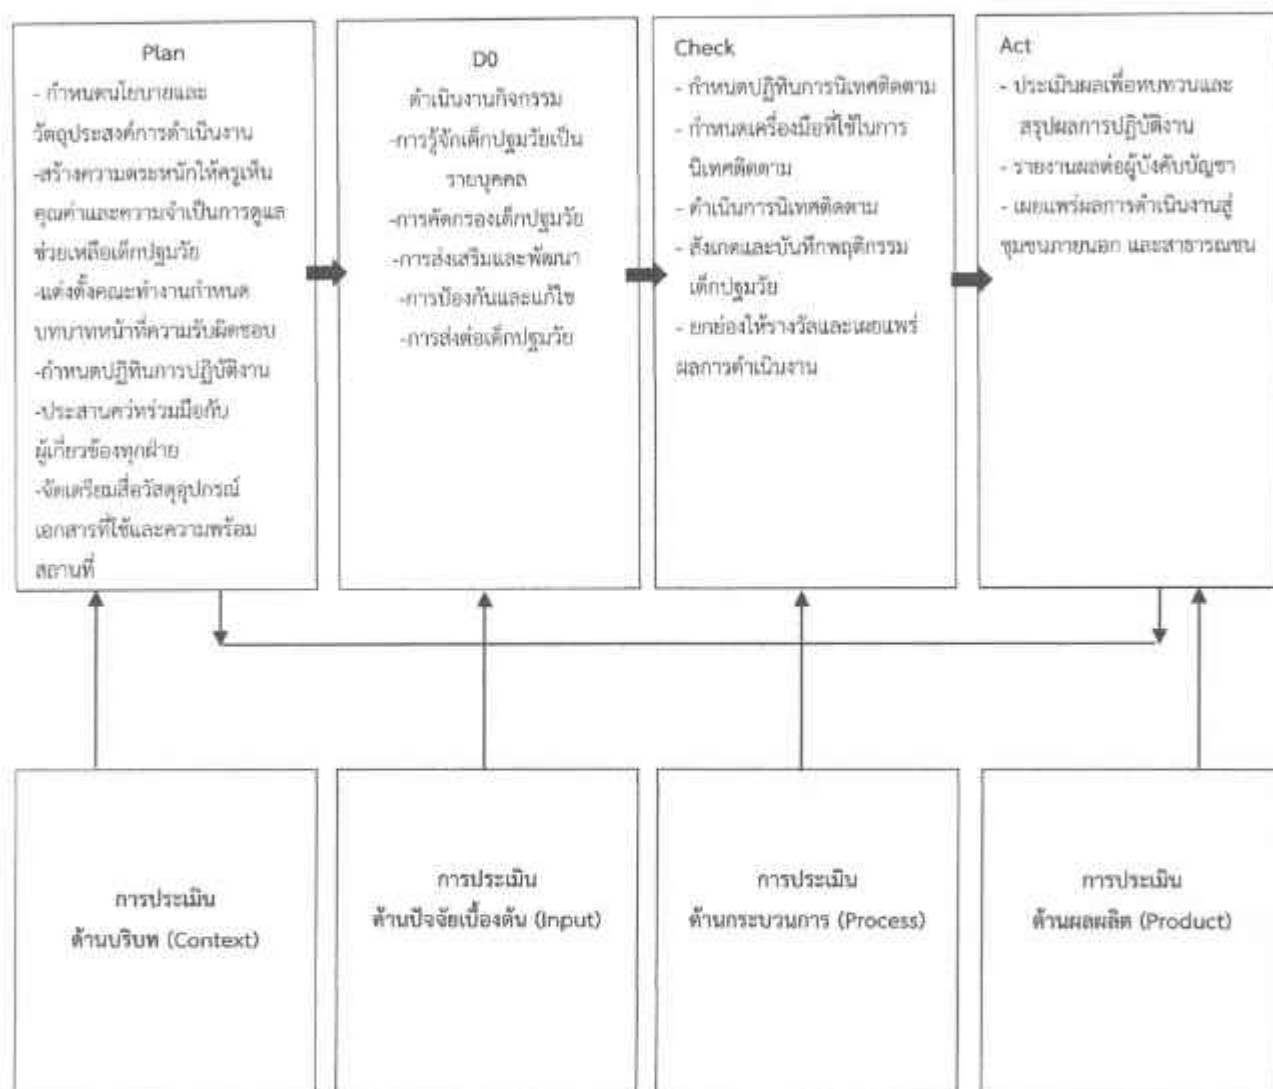 Plan
- กำหนดนโยบายและ
วัตถุประสงค์การดำเนินงาน
-สร้างความตระหนักให้ครูเห็น
คุณค่าและความจำเป็นการดูแล
ช่วยเหลือเด็กปฐมวัย
-แต่งตั้งคณะทำงานกำหนด
บทบาทหน้าที่ความรับผิดชอบ
-กำหนดปฏิทินการปฏิบัติงาน
-ประสานคว่ทร่วมมือกับ
ผู้เกี่ยวข้องทุกฝ่าย
-จัดเตรียมสื่อวัสดุอุปกรณ์
เอกสารที่ใช้และความพร้อม
สถานที่
D0
ดำเนินงานกิจกรรม
-การรู้จักเด็กปฐมวัยเป็น
รายบุคคล
-การคัดกรองเด็กปฐมวัย
-การส่งเสริมและพัฒนา
-การป้องกันและแก้ไข
-การส่งต่อเด็กปฐมวัย
Check
- กำหนดปฏิทินการนิเทศติดตาม
- กำหนดเครื่องมือที่ใช้ในการ
นิเทศติดตาม
- ดำเนินการนิเทศติดตาม
- สังเกตและบันทึกพฤติกรรม
เด็กปฐมวัย
- ยกย่องให้รางวัลและเผยแพร่
ผลการดำเนินงาน
Act
- ประเมินผลเพื่อทบทวนและ
สรุปผลการปฏิบัติงาน
- รายงานผลต่อผู้บังคับบัญชา
- เผยแพร่ผลการดำเนินงานสู่
ชุมชนภายนอก และสาธารณชน
การประเมิน
ด้านบริบท (Context)
การประเมิน
ด้านปัจจัยเบื้องต้น (Input)
การประเมิน
ด้านกระบวนการ (Process)
การประเมิน
ด้านผลผลิต (Product)